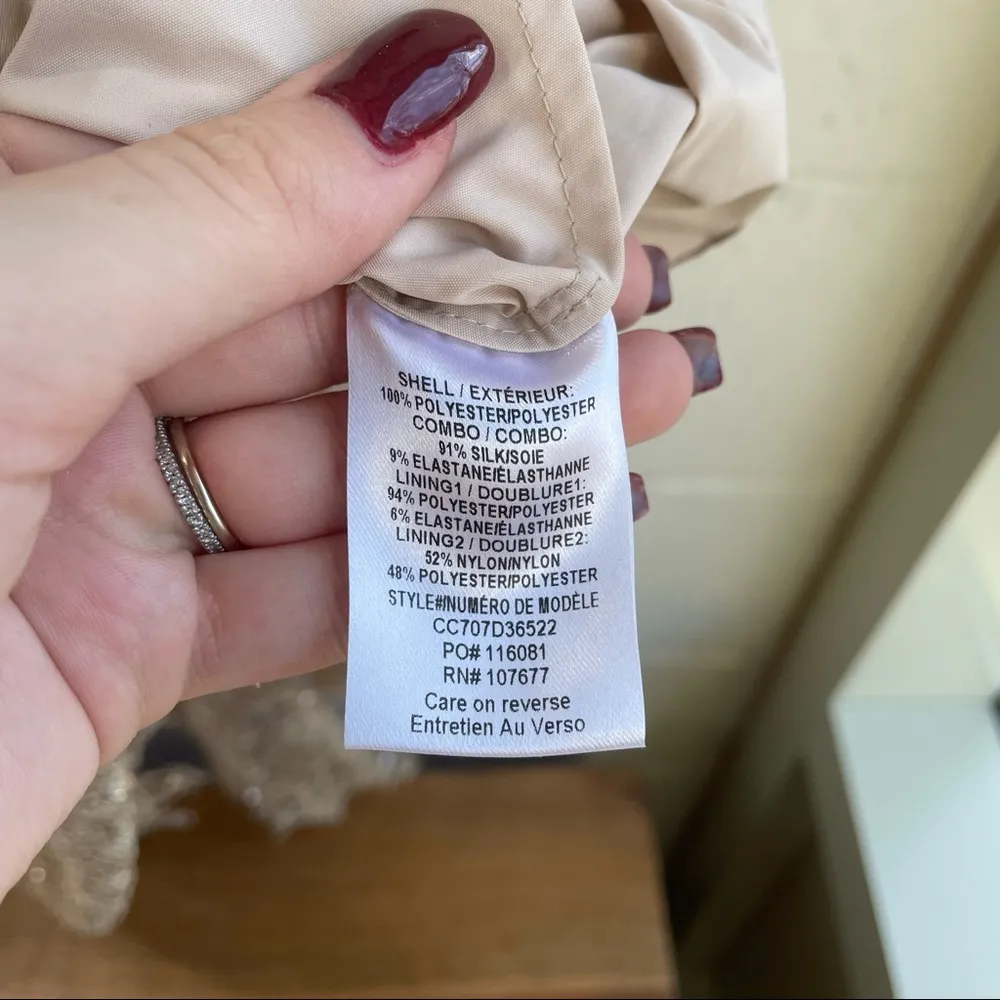 SHELL / EXTÉRIEUR:
100% POLYESTER/POLYESTER
COMBO / COMBO:
91% SILK/SOIE
9% ELASTANE/ÉLASTHANNE
LINING1 / DOUBLURE1:
94% POLYESTER/POLYESTER
6% ELASTANE/ÉLASTHANNE
LINING2 / DOUBLURE2:
52% NYLON/NYLON
48% POLYESTER/POLYESTER
STYLE#/NUMÉRO DE MODÈLE
CC707D36522
PO# 116081
RN# 107677
Care on reverse
Entretien Au Verso